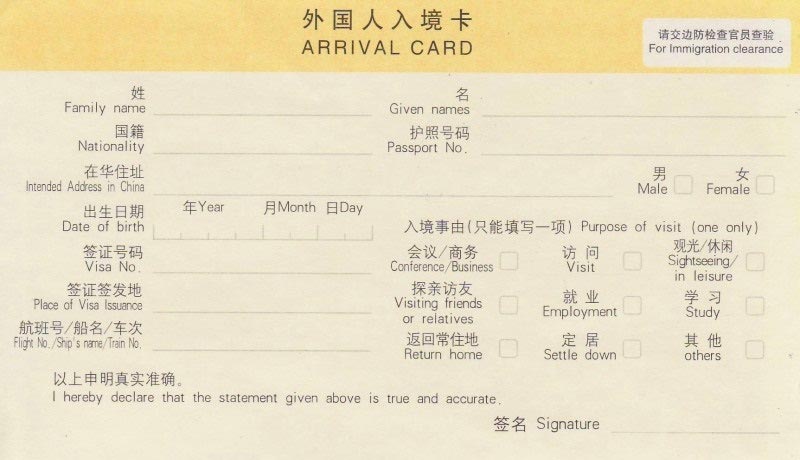 外国人入境卡
ARRIVAL CARD
请交边防检查官员查验
For Immigration clearance
姓
Family name
名
Given names
国籍
Nationality
护照号码
Passport No.
在华住址
Intended Address in China
男
Male
女
Female
出生日期
Date of birth
年Year 月Month 日Day
入境事由(只能填写一项) Purpose of visit (one only)
签证号码
Visa No.
会议/商务
Conference/Business
访问
Visit
观光/休闲
Sightseeing/
in leisure
签证签发地
Place of Visa Issuance
探亲访友
Visiting friends
or relatives
就业
Employment
学习
Study
航班号/船名/车次
Flight No./Ship's name/Train No.
返回常住地
Return home
定居
Settle down
其他
others
以上申明真实准确。
I hereby declare that the statement given above is true and accurate.
签名 Signature